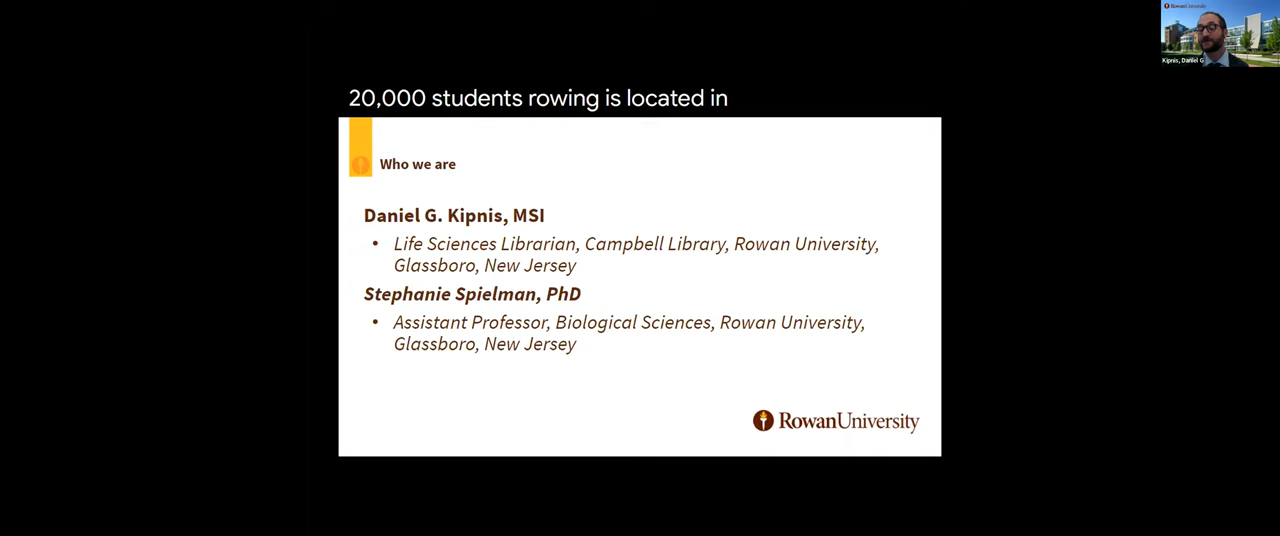 RowanUniversity
Kipnis, Daniel G
20,000 students rowing is located in
Who we are
Daniel G. Kipnis, MSI
• Life Sciences Librarian, Campbell Library, Rowan University,
Glassboro, New Jersey
Stephanie Spielman, PhD
• Assistant Professor, Biological Sciences, Rowan University,
Glassboro, New Jersey
RowanUniversity